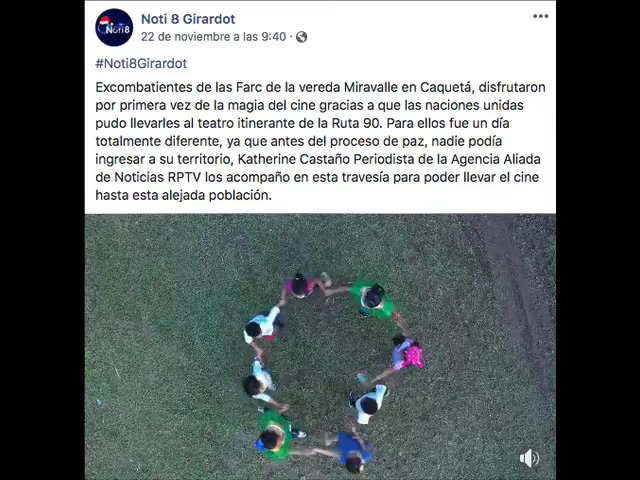 Noti8
Noti 8 Girardot
22 de noviembre a las 9:40 ·
#Noti8Girardot
Excombatientes de las Farc de la vereda Miravalle en Caquetá, disfrutaron
por primera vez de la magia del cine gracias a que las naciones unidas
pudo llevarles al teatro itinerante de la Ruta 90. Para ellos fue un día
totalmente diferente, ya que antes del proceso de paz, nadie podía
ingresar a su territorio, Katherine Castaño Periodista de la Agencia Aliada
de Noticias RPTV los acompaño en esta travesía para poder llevar el cine
hasta esta alejada población.